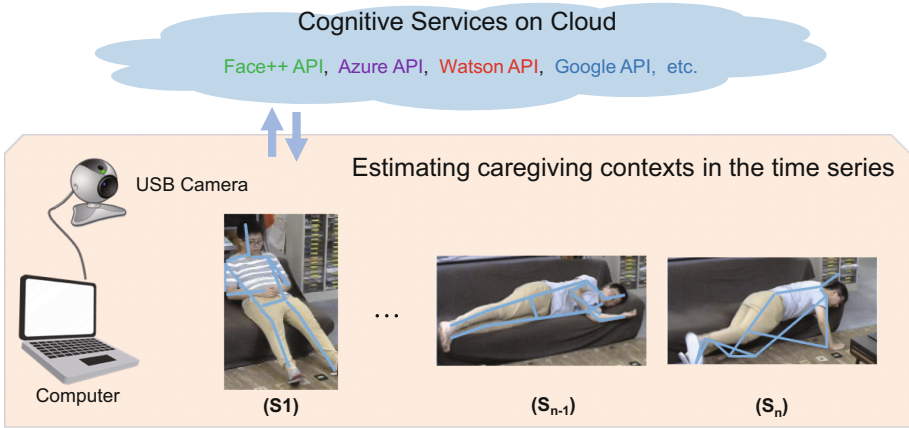 Cognitive Services on Cloud
Face++ API, Azure API, Watson API, Google API, etc.
Estimating caregiving contexts in the time series
USB Camera
...
Computer
(S1)
(Sn-1)
(Sn)